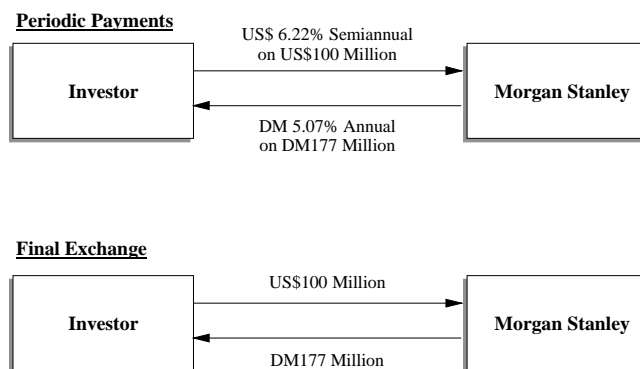 Periodic Payments
US$ 6.22% Semiannual
on US$100 Million
Investor
Morgan Stanley
DM 5.07% Annual
on DM177 Million
Final Exchange
US$100 Million
Investor
Morgan Stanley
DM177 Million